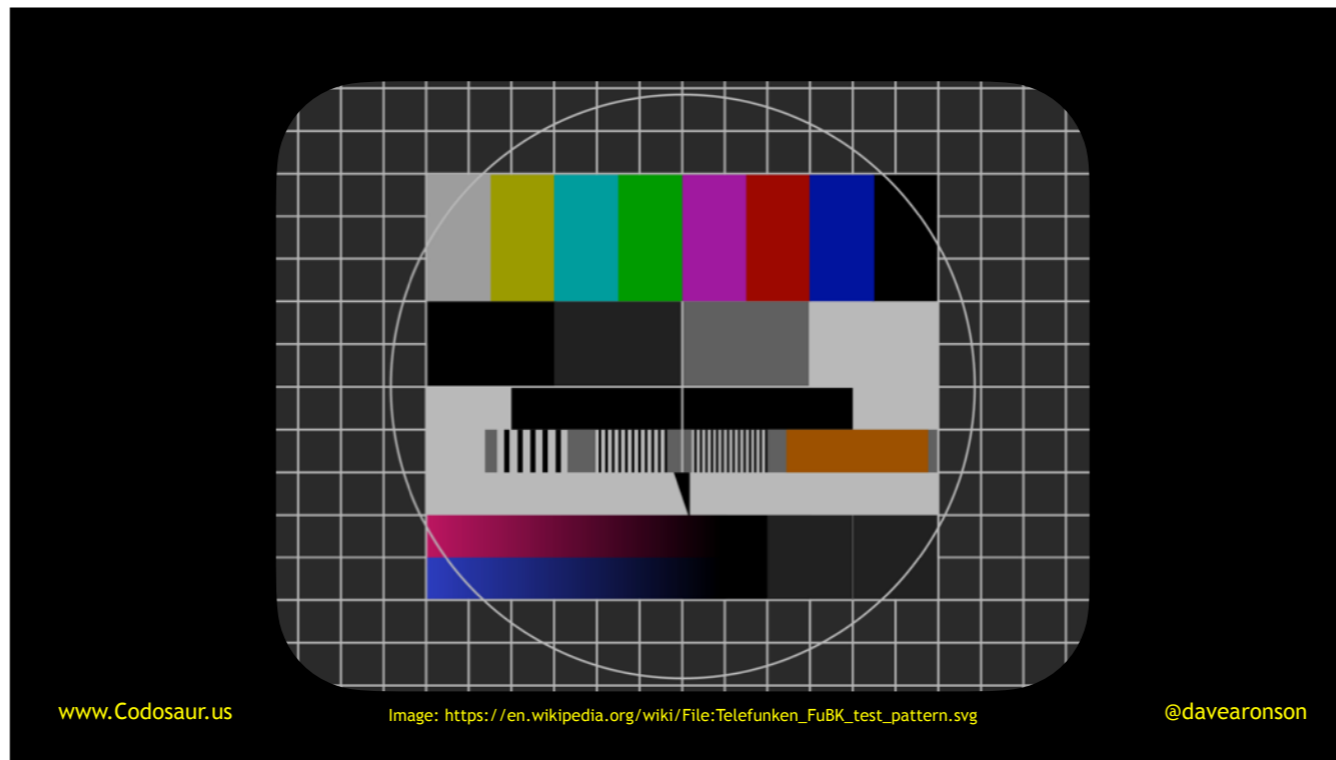 www.Codosaur.us
Image: https://en.wikipedia.org/wiki/File:Telefunken_FuBK_test_pattern.svg
@davearonson